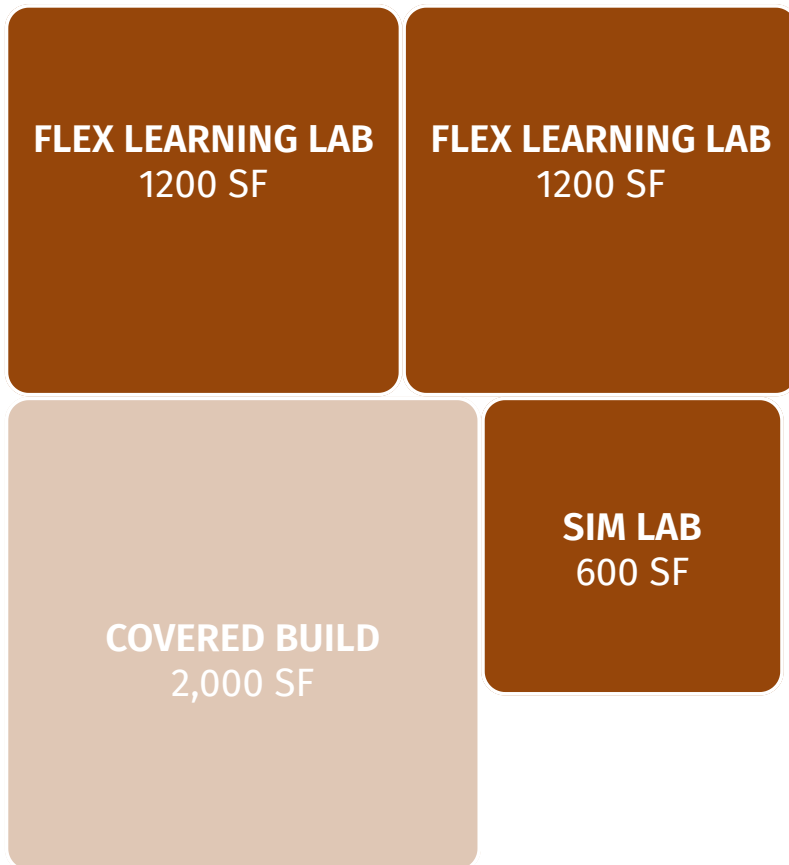 FLEX LEARNING LAB
1200 SF
FLEX LEARNING LAB
1200 SF
SIM LAB
600 SF
COVERED BUILD
2,000 SF